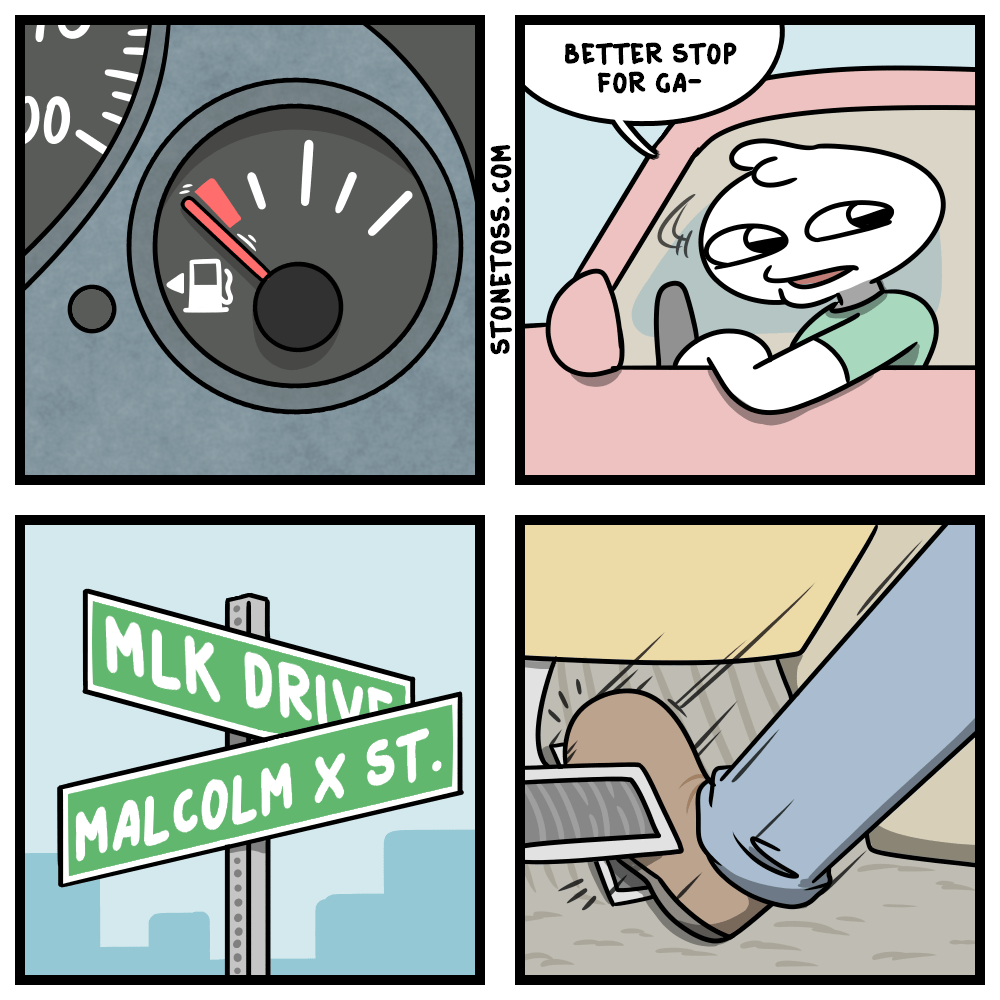 BETTER STOP
FOR GA-
STONETOSS.COM
MLK DRIVE
MALCOLM X ST.